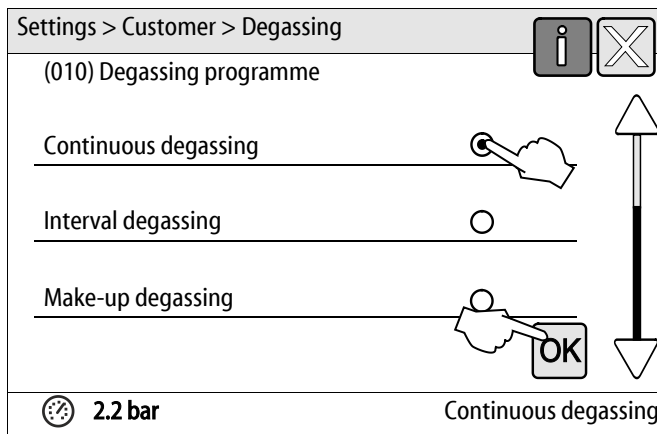 Settings > Customer > Degassing
i
(010) Degassing programme
Continuous degassing
Interval degassing
Make-up degassing
OK
2.2 bar
Continuous degassing